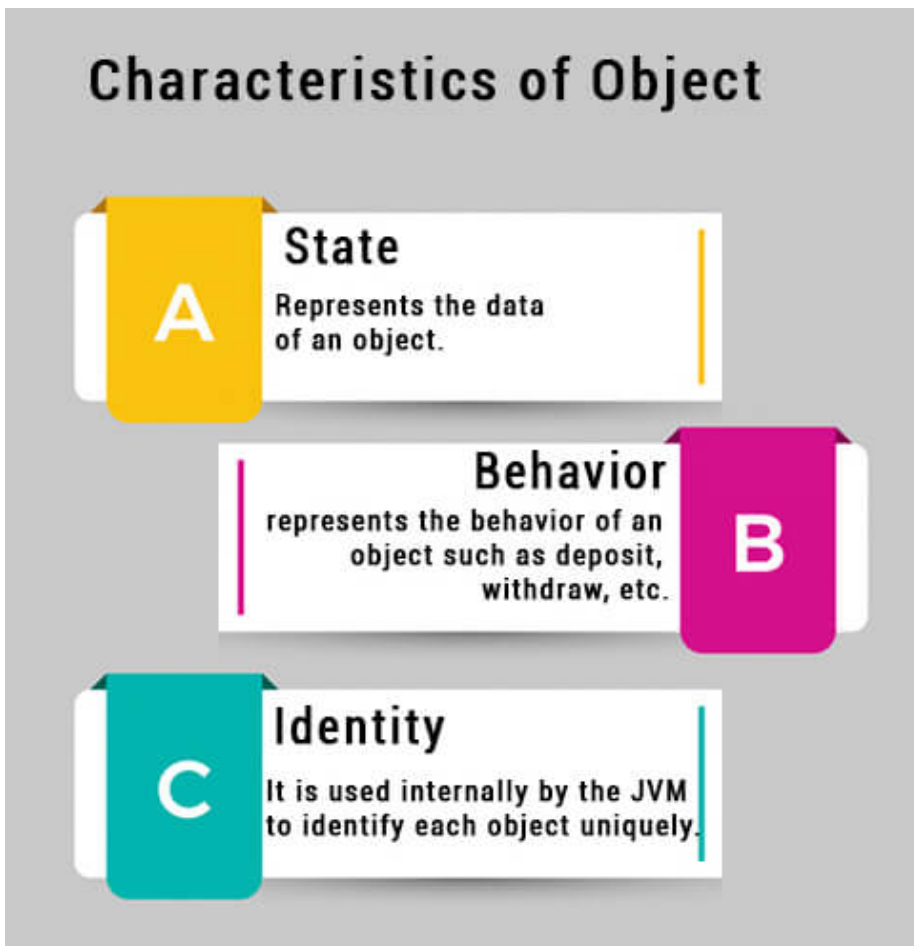 Characteristics of Object
A
State
Represents the data
of an object.
Behavior
represents the behavior of an
object such as deposit,
withdraw, etc.
B
C
Identity
It is used internally by the JVM
to identify each object uniquely.